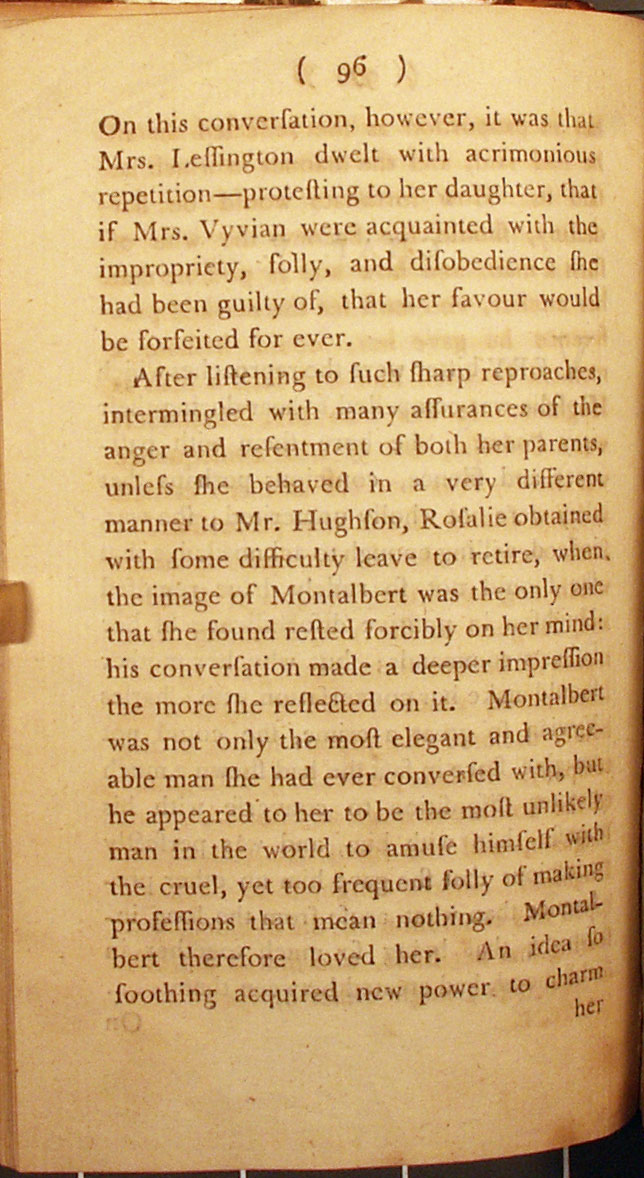 ( 96 )
On this converſation, however, it was that
Mrs. Leſſington dwelt with acrimonious
repetition—proteſting to her daughter, that
if Mrs. Vyvian were acquainted with the
impropriety, folly, and diſobedience ſhe
had been guilty of, that her favour would
be forfeited for ever.
After liſtening to ſuch ſharp reproaches,
intermingled with many aſſurances of the
anger and reſentment of both her parents,
unleſs ſhe behaved in a very different
manner to Mr. Hughſon, Roſalie obtained
with ſome difficulty leave to retire, when
the image of Montalbert was the only one
that ſhe found reſted forcibly on her mind:
his converſation made a deeper impreſſion
the more ſhe reflected on it. Montalbert
was not only the moſt elegant and agree-
able man ſhe had ever converſed with, but
he appeared to her to be the moſt unlikely
man in the world to amuſe himſelf with
the cruel, yet too frequent folly of making
profeſſions that mean nothing. Montal-
bert therefore loved her. An idea ſo
ſoothing acquired new power to charm
her